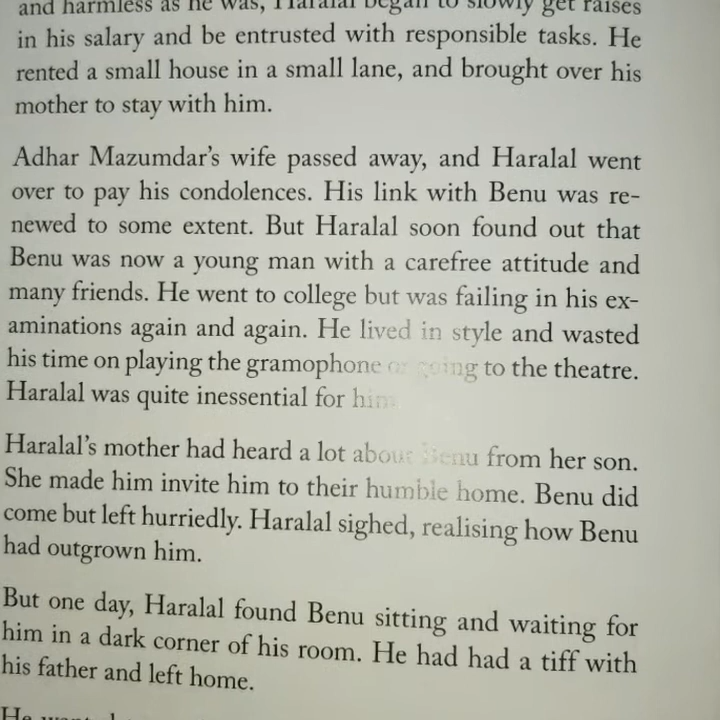 and harmless as he was, Haralal began to slowly get raises
in his salary and be entrusted with responsible tasks. He
rented a small house in a small lane, and brought over his
mother to stay with him.
Adhar Mazumdar's wife passed away, and Haralal went
over to pay his condolences. His link with Benu was re-
newed to some extent. But Haralal soon found out that
Benu was now a young man with a carefree attitude and
many friends. He went to college but was failing in his ex-
aminations again and again. He lived in style and wasted
his time on playing the gramophone or going to the theatre.
Haralal was quite inessential for him
Haralal's mother had heard a lot about Benu from her son.
She made him invite him to their humble home. Benu did
come but left hurriedly. Haralal sighed, realising how Benu
had outgrown him.
But one day, Haralal found Benu sitting and waiting for
him in a dark corner of his room. He had had a tiff with
his father and left home.
He